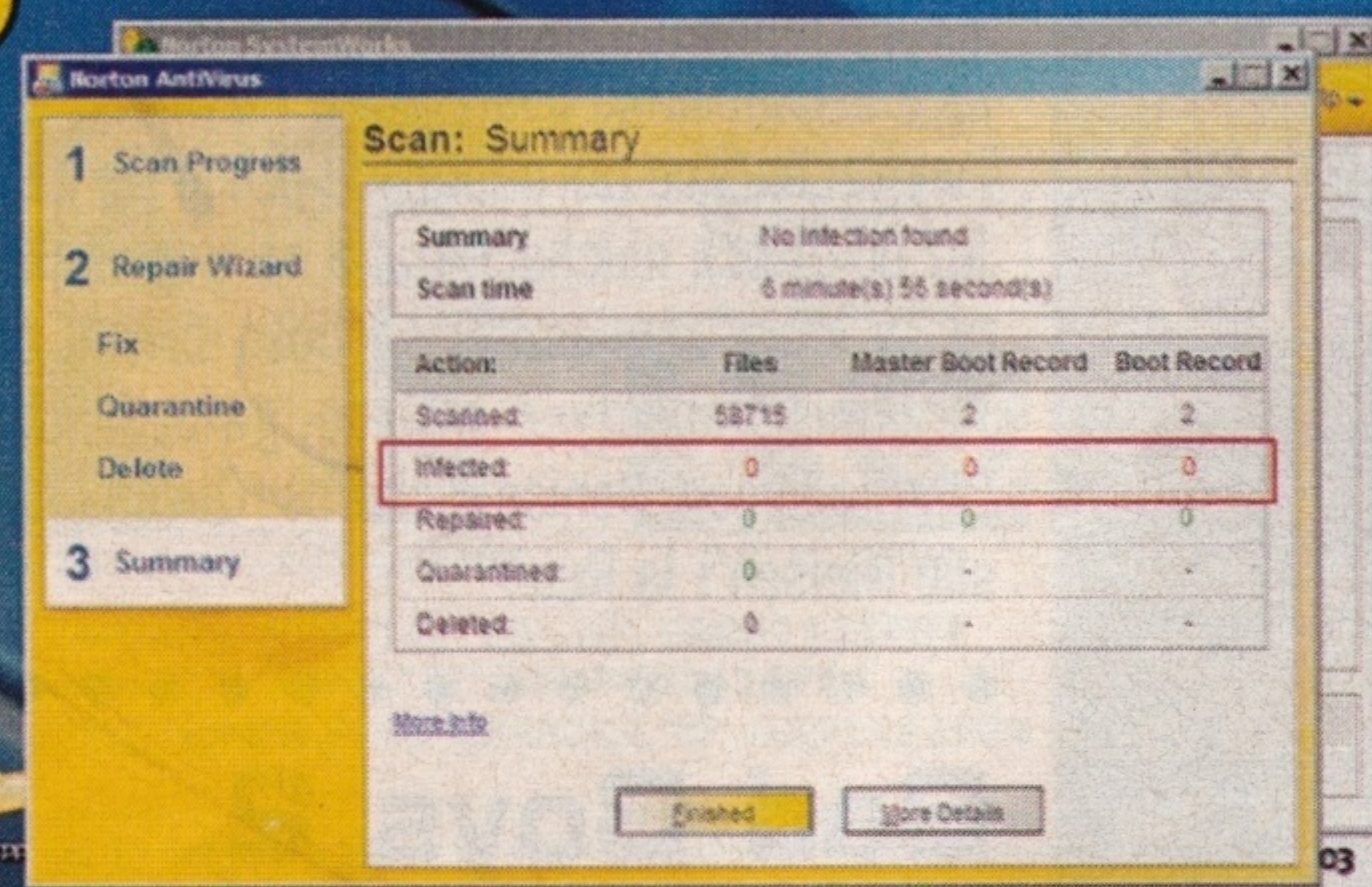 Norton SystemWorks
Norton AntiVirus
Scan: Summary
1 Scan Progress
2 Repair Wizard
Fix
Quarantine
Delete
3 Summary
Summary No infection found
Scan time 6 minute(s) 56 second(s)
Action: Files Master Boot Record Boot Record
Scanned: 58715 2 2
Infected: 0 0 0
Repaired: 0 0 0
Quarantined: 0 - -
Deleted: 0 - -
More Info
Finished More Details
03